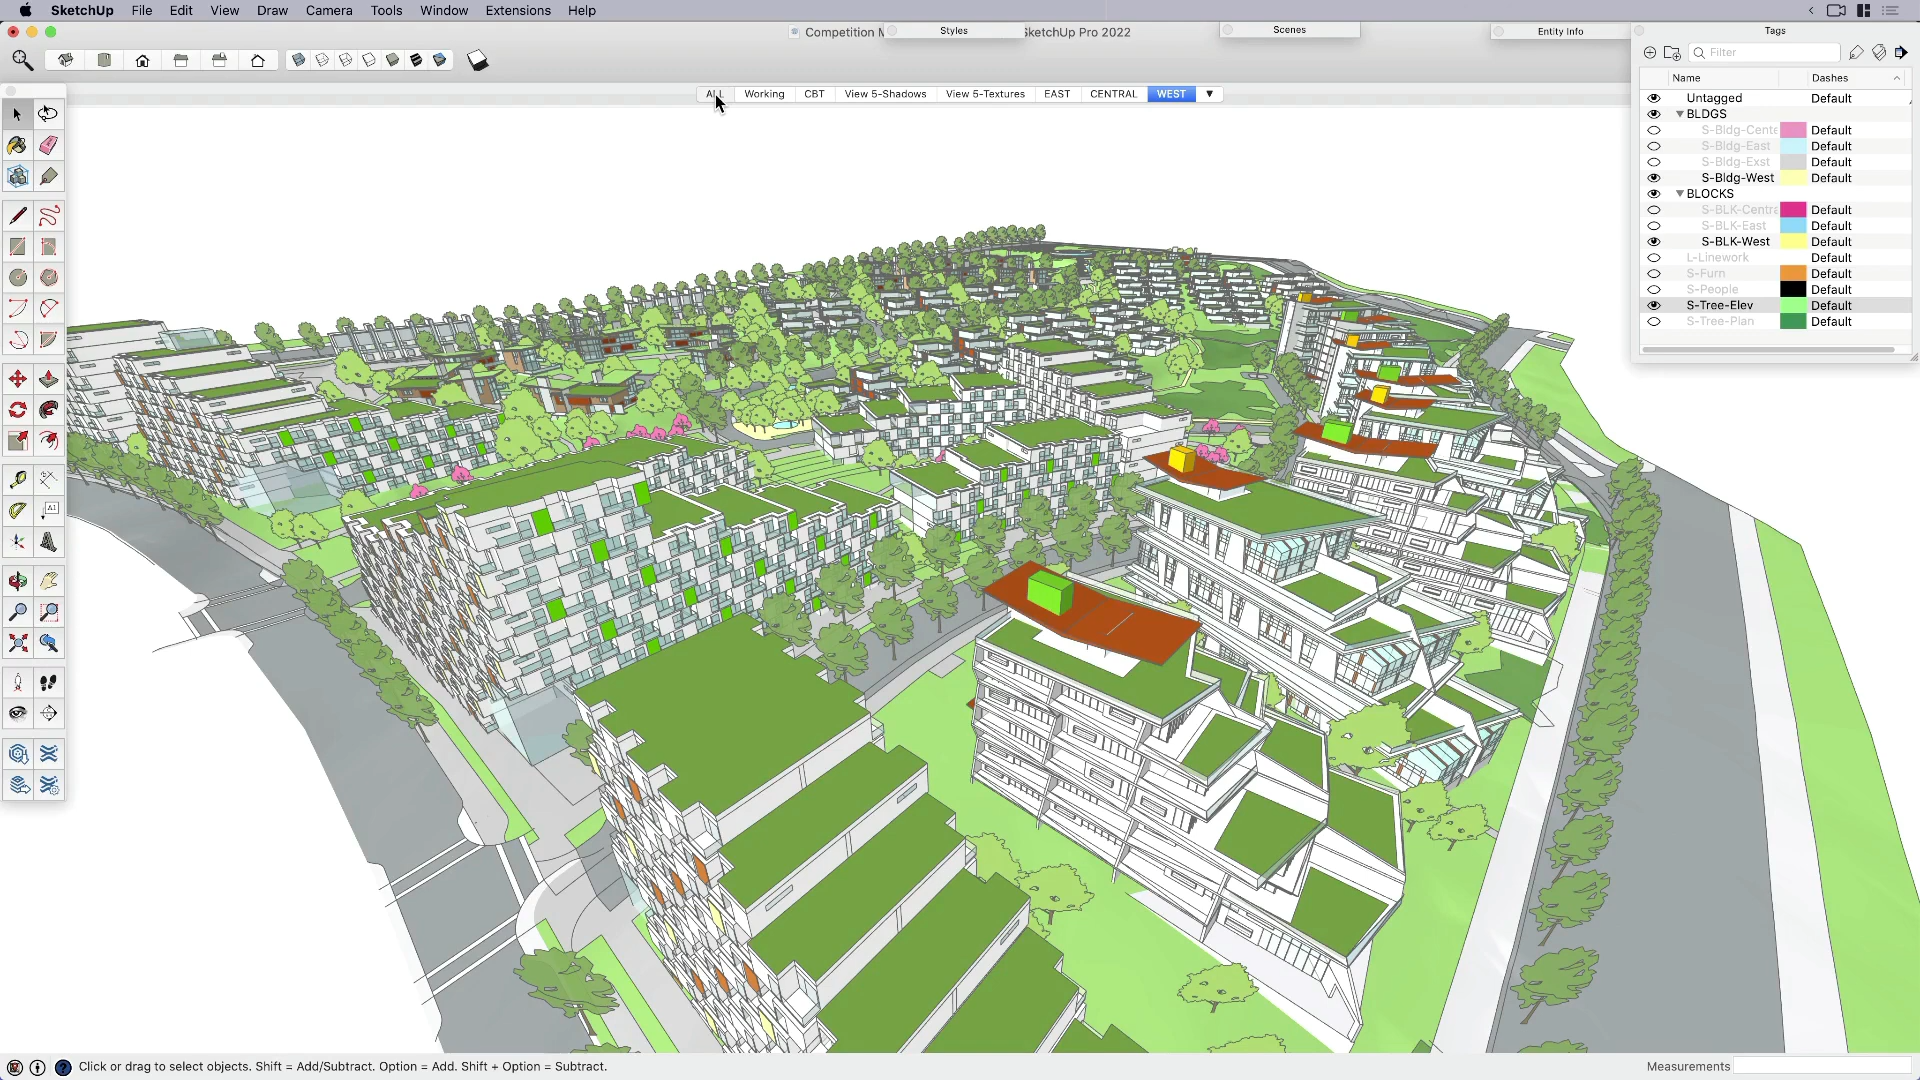 SketchUp File Edit View Draw Camera Tools Window Extensions Help
Competition M
Styles
SketchUp Pro 2022
Scenes
Entity Info
Tags
Filter
Name Dashes
ALL Working CBT View 5-Shadows View 5-Textures EAST CENTRAL WEST
Untagged Default
BLDGS
S-Bldg-Cente Default
S-Bldg-East Default
S-Bldg-Exst Default
S-Bldg-West Default
BLOCKS
S-BLK-Centra Default
S-BLK-East Default
S-BLK-West Default
L-Linework Default
S-Furn Default
S-People Default
S-Tree-Elev Default
S-Tree-Plan Default
A1
Click or drag to select objects. Shift = Add/Subtract. Option = Add. Shift + Option = Subtract.
Measurements